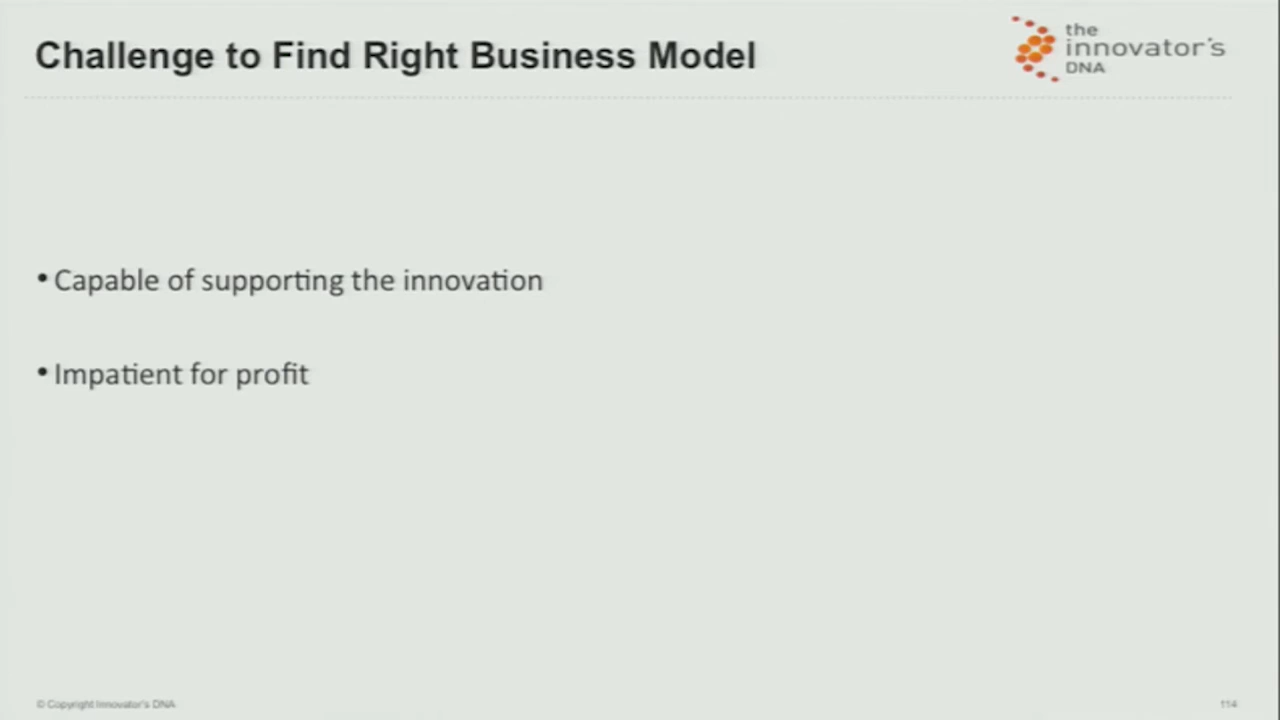 Challenge to Find Right Business Model
the
innovator's
DNA
• Capable of supporting the innovation
• Impatient for profit
© Copyright Innovator's DNA
114